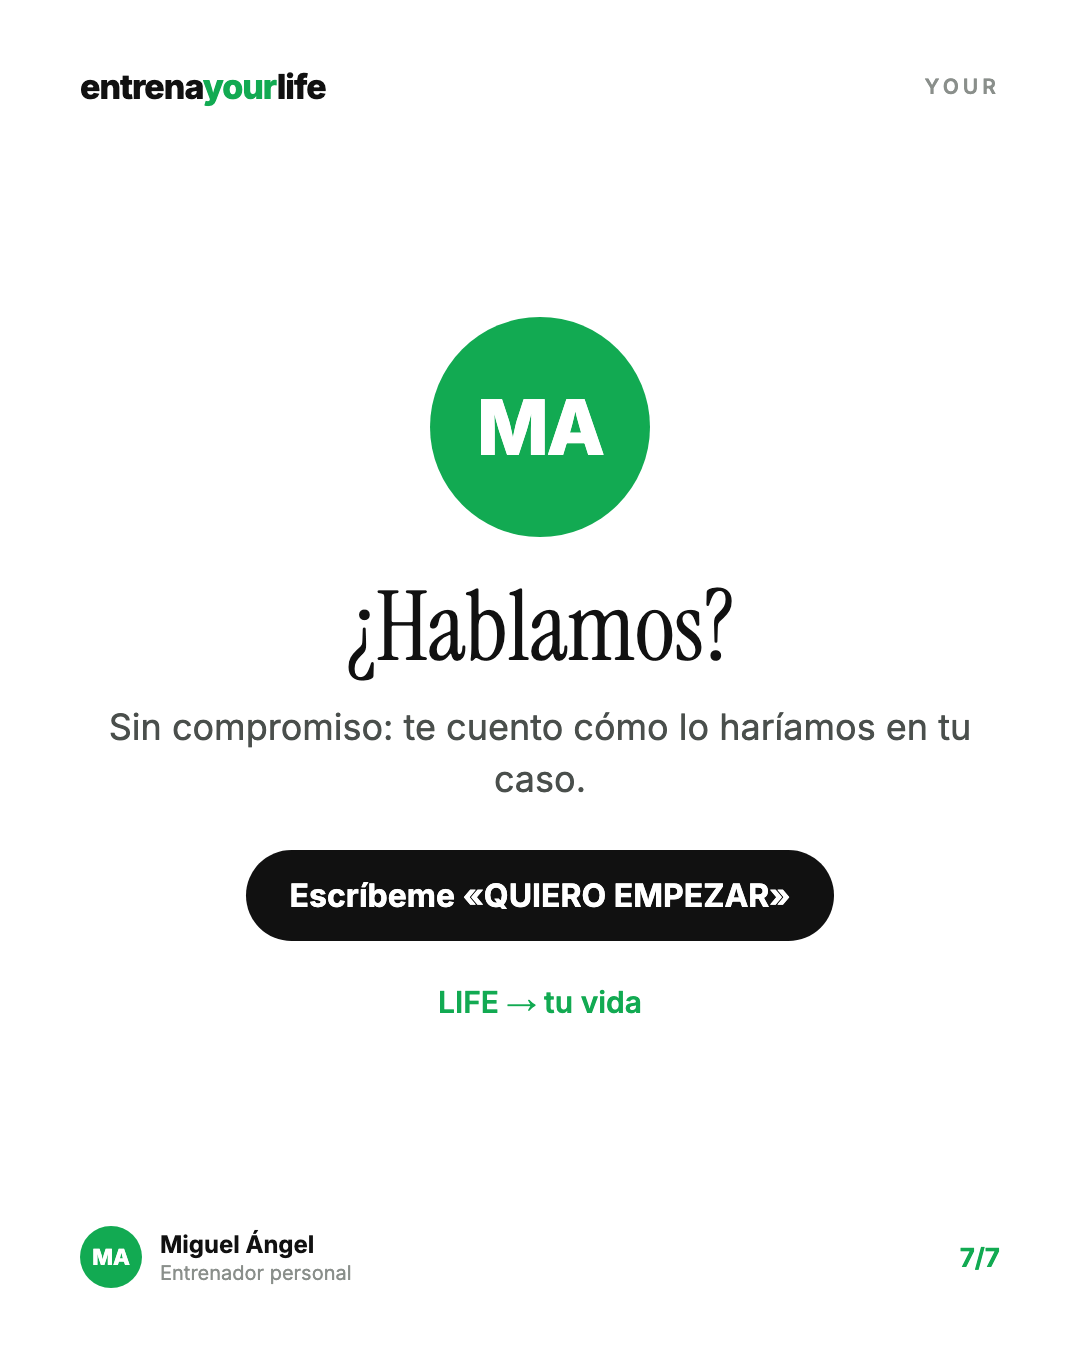 entrenayourlife
YOUR
MA
¿Hablamos?
Sin compromiso: te cuento cómo lo haríamos en tu
caso.
Escríbeme «QUIERO EMPEZAR»
LIFE → tu vida
MA
Miguel Ángel
Entrenador personal
7/7